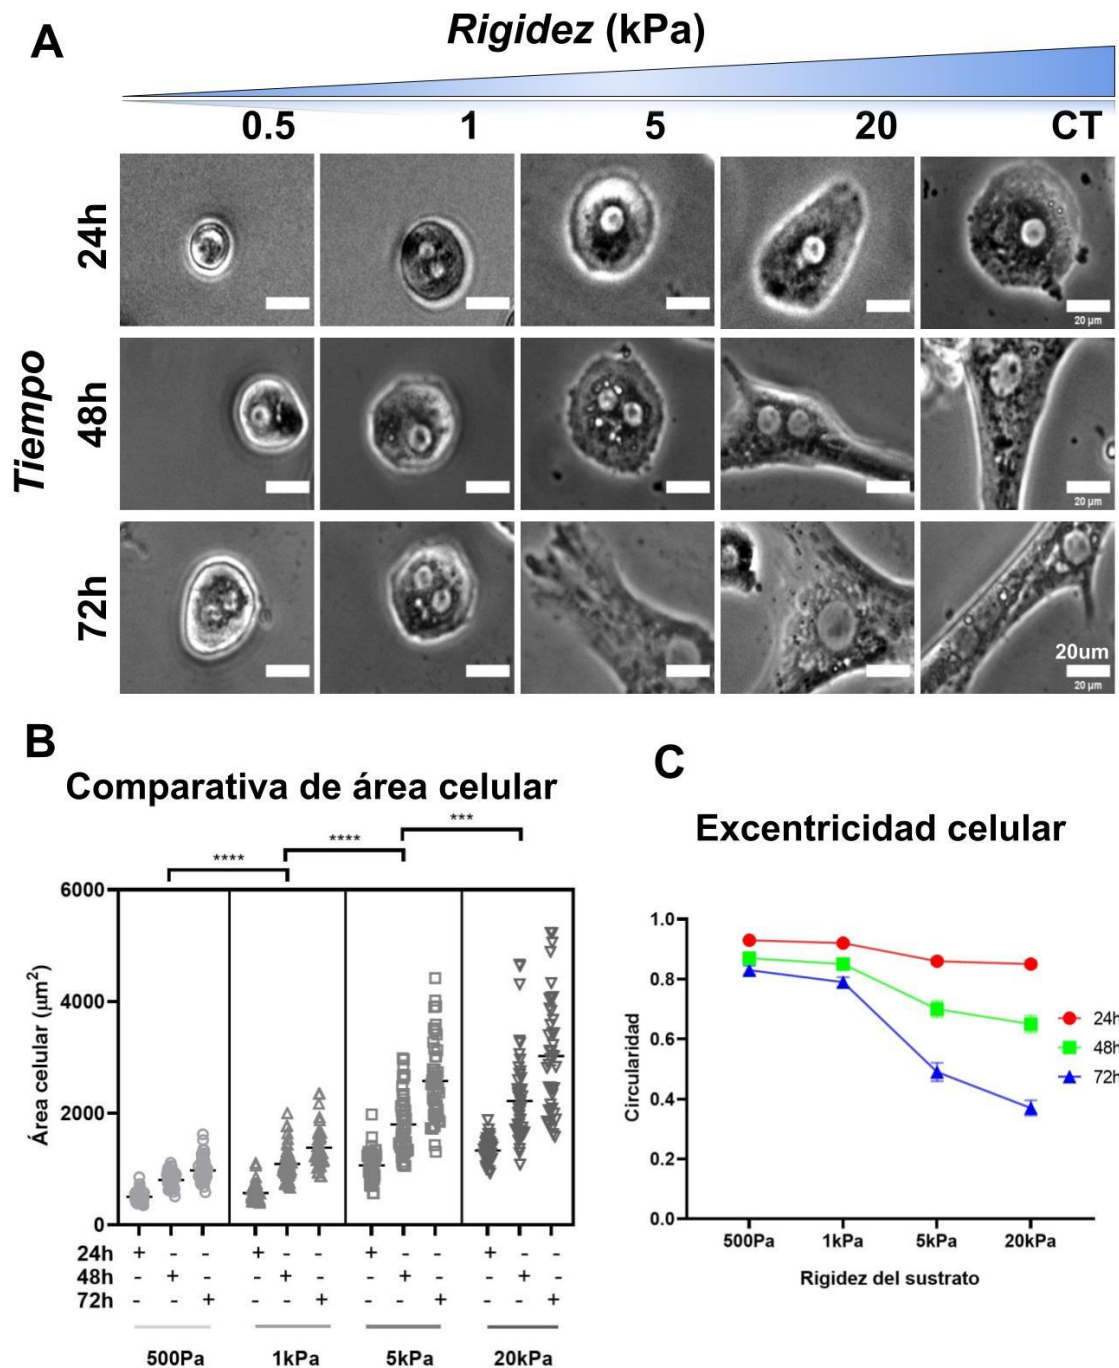 A
Rigidez (kPa)
0.5 1 5 20 CT
Tiempo
24h
20 µm
48h
20 µm
72h
20um
20 µm
B
Comparativa de área celular
**** **** ***
Área celular (µm²)
6000
4000
2000
0
24h + - - + - - + - - + - -
48h - + - - + - - + - - + -
72h - - + - - + - - + - - +
500Pa 1kPa 5kPa 20kPa
C
Excentricidad celular
Circularidad
1.0
0.8
0.6
0.4
0.2
0.0
24h
48h
72h
500Pa 1kPa 5kPa 20kPa
Rigidez del sustrato